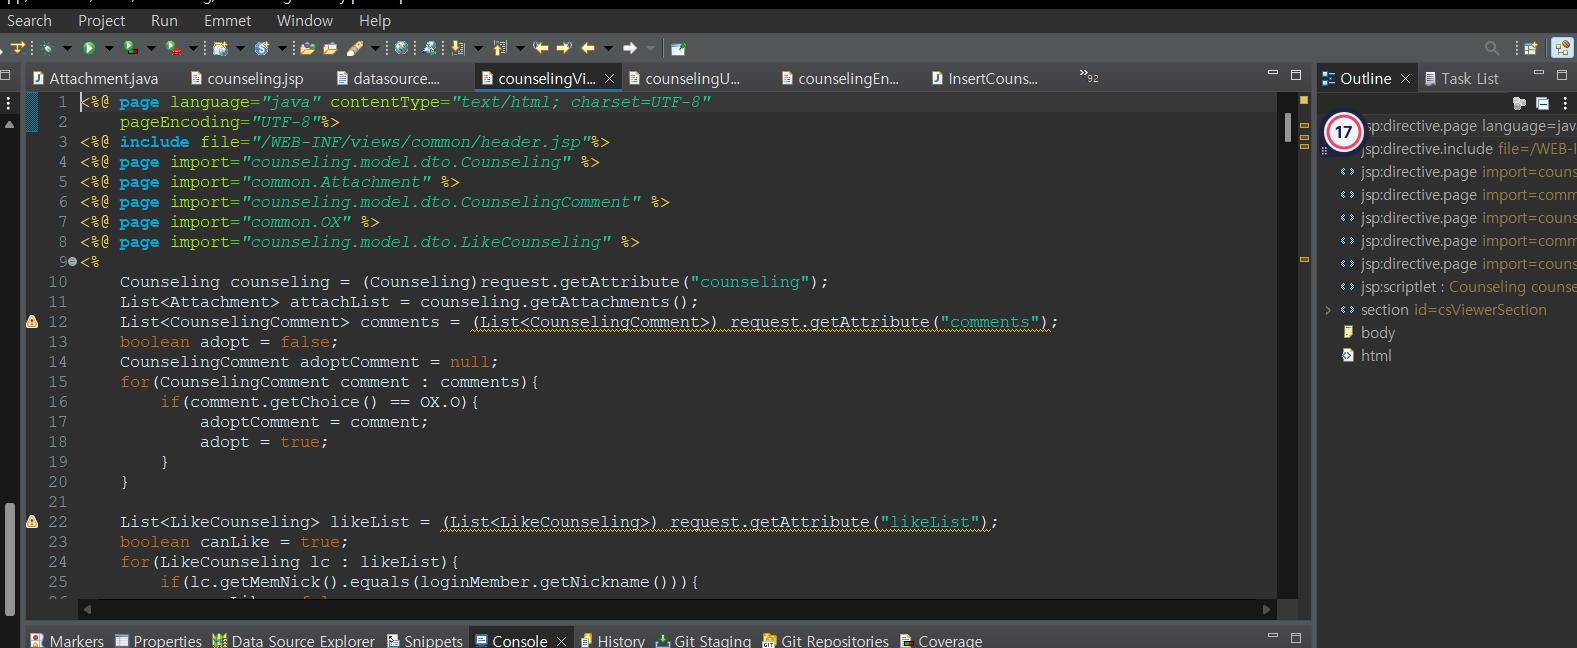 Search Project Run Emmet Window Help
Attachment.java counseling.jsp datasource.... counselingVi... counselingU... counselingEn... InsertCouns... »92
Outline Task List
1 <%@ page language="java" contentType="text/html; charset=UTF-8"
2 pageEncoding="UTF-8"%>
3 <%@ include file="/WEB-INF/views/common/header.jsp"%>
4 <%@ page import="counseling.model.dto.Counseling" %>
5 <%@ page import="common.Attachment" %>
6 <%@ page import="counseling.model.dto.CounselingComment" %>
7 <%@ page import="common.OX" %>
8 <%@ page import="counseling.model.dto.LikeCounseling" %>
9 <%
10 Counseling counseling = (Counseling)request.getAttribute("counseling");
11 List<Attachment> attachList = counseling.getAttachments();
12 List<CounselingComment> comments = (List<CounselingComment>) request.getAttribute("comments");
13 boolean adopt = false;
14 CounselingComment adoptComment = null;
15 for(CounselingComment comment : comments){
16 if(comment.getChoice() == OX.O){
17 adoptComment = comment;
18 adopt = true;
19 }
20 }
21
22 List<LikeCounseling> likeList = (List<LikeCounseling>) request.getAttribute("likeList");
23 boolean canLike = true;
24 for(LikeCounseling lc : likeList){
25 if(lc.getMemNick().equals(loginMember.getNickname())){
17
sp:directive.page language=jav
jsp:directive.include file=/WEB-I
jsp:directive.page import=couns
jsp:directive.page import=comm
jsp:directive.page import=couns
jsp:directive.page import=comm
jsp:directive.page import=couns
jsp:scriptlet : Counseling counse
section id=csViewerSection
body
html
Markers Properties Data Source Explorer Snippets Console History Git Staging Git Repositories Coverage